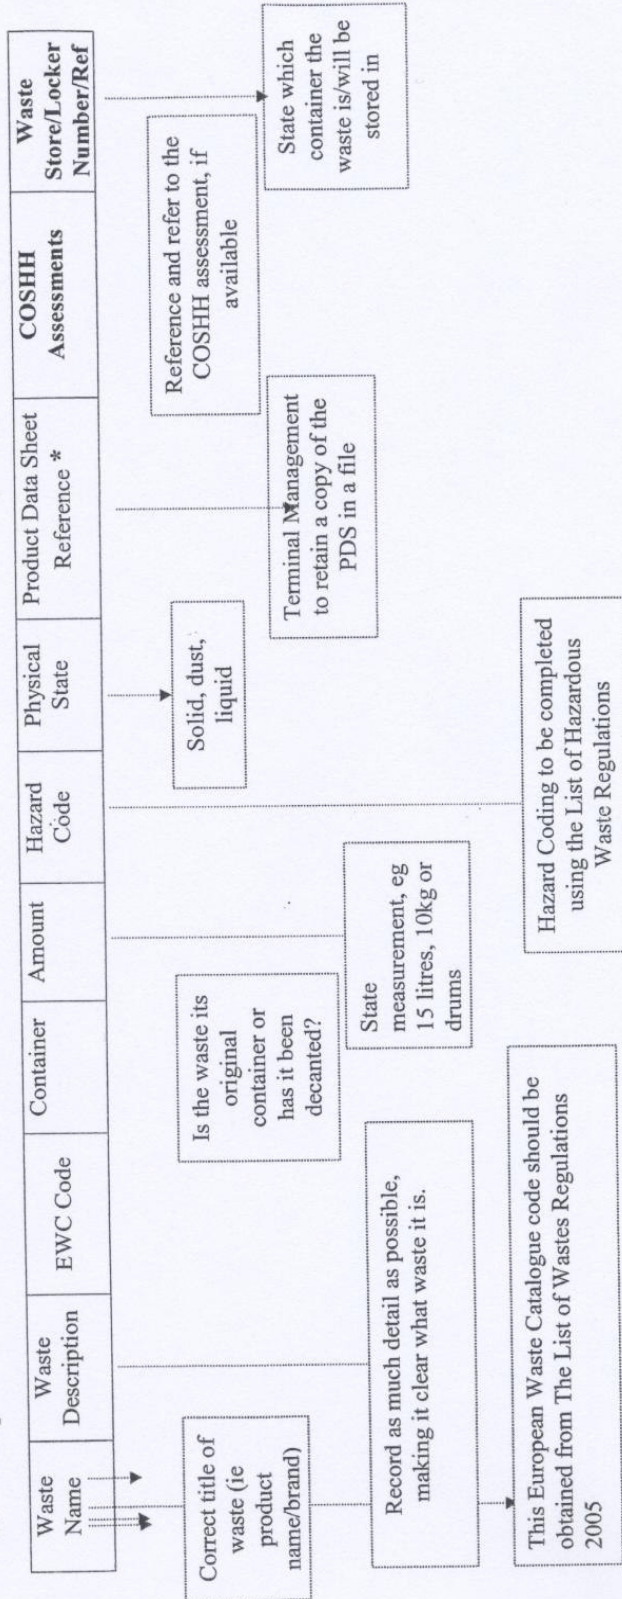 Waste
Name
Waste
Description
EWC Code
Container
Amount
Hazard
Code
Physical
State
Product Data Sheet
Reference *
COSHH
Assessments
Waste
Store/Locker
Number/Ref
Correct title of
waste (ie
product
name/brand)
Record as much detail as possible,
making it clear what waste it is.
This European Waste Catalogue code should be
obtained from The List of Wastes Regulations
2005
Is the waste its
original
container or
has it been
decanted?
State
measurement, eg
15 litres, 10kg or
drums
Hazard Coding to be completed
using the List of Hazardous
Waste Regulations
Solid, dust,
liquid
Terminal Management
to retain a copy of the
PDS in a file
Reference and refer to the
COSHH assessment, if
available
State which
container the
waste is/will be
stored in